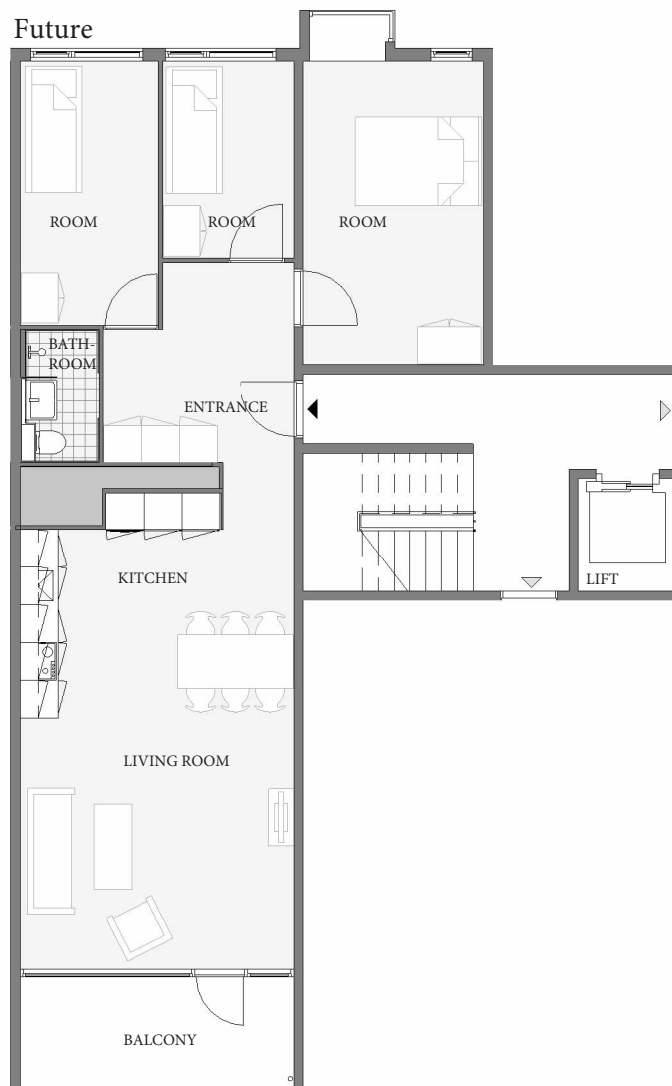 Future
ROOM
ROOM
ROOM
BATH-
ROOM
ENTRANCE
KITCHEN
LIFT
LIVING ROOM
BALCONY